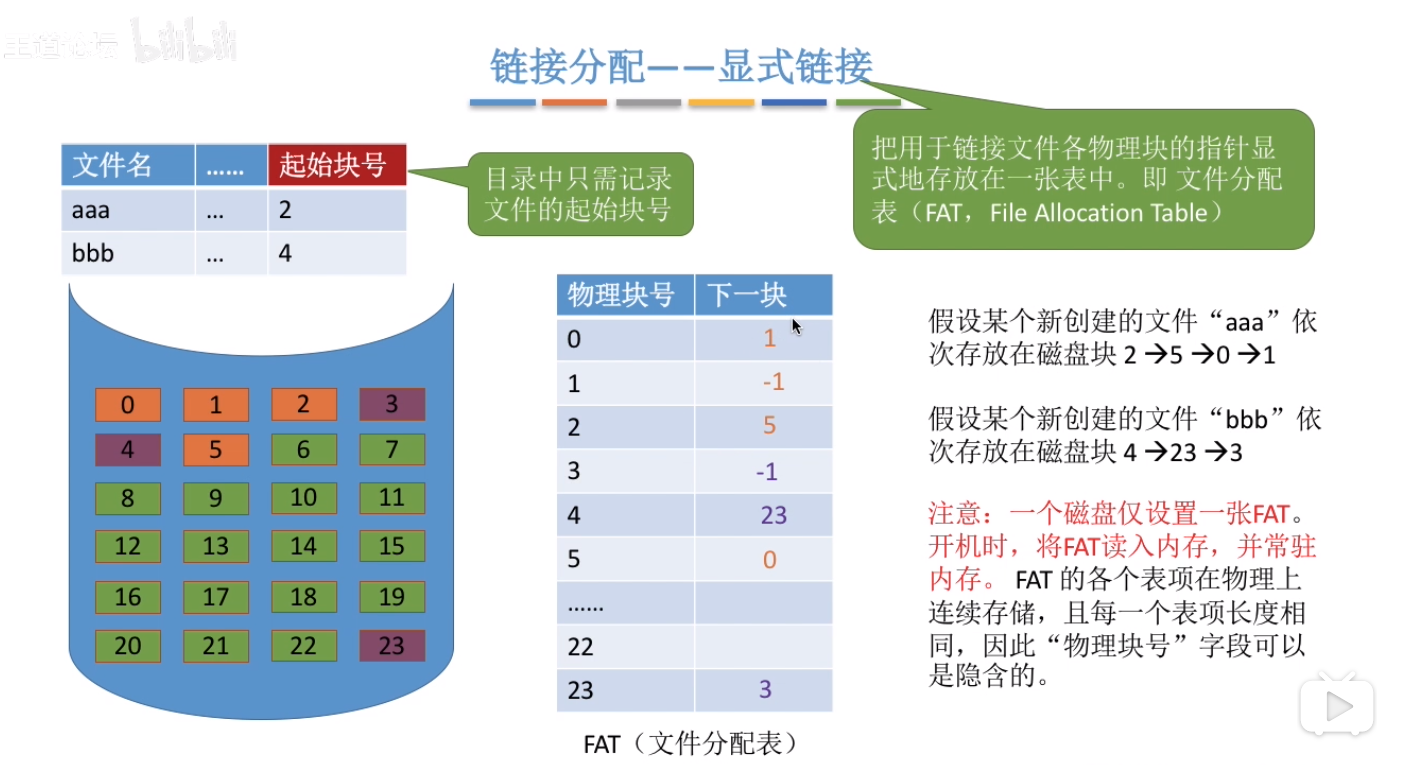 王道论坛 bilibili
链接分配——显式链接
把用于链接文件各物理块的指针显
式地存放在一张表中。即 文件分配
表（FAT，File Allocation Table）
文件名 …… 起始块号
aaa … 2
bbb … 4
目录中只需记录
文件的起始块号
0 1 2 3
4 5 6 7
8 9 10 11
12 13 14 15
16 17 18 19
20 21 22 23
物理块号 下一块
0 1
1 -1
2 5
3 -1
4 23
5 0
……
22
23 3
FAT（文件分配表）
假设某个新创建的文件“aaa”依
次存放在磁盘块 2 →5 →0 →1
假设某个新创建的文件“bbb”依
次存放在磁盘块 4 →23 →3
注意：一个磁盘仅设置一张FAT。
开机时，将FAT读入内存，并常驻
内存。 FAT 的各个表项在物理上
连续存储，且每一个表项长度相
同，因此“物理块号”字段可以
是隐含的。